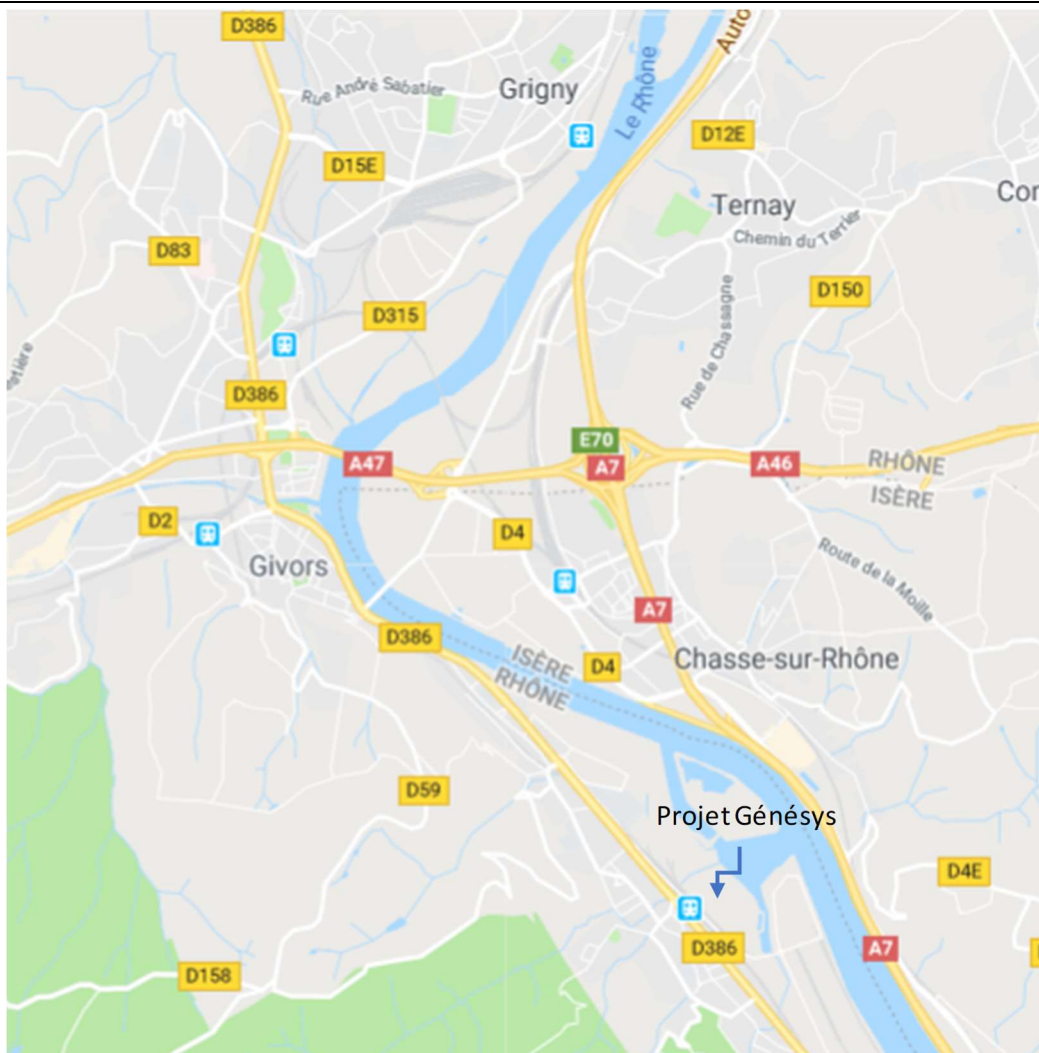 D386
Auto
Le Rhône
Rue André Sabatier
Grigny
D12E
D15E
Ternay
Cor
Chemin du Terrier
D83
D150
D315
Rue de Chassagne
D386
E70
A47
A7
A46
RHÔNE
ISÈRE
D2
D4
Givors
Route de la Moille
A7
D386
ISÈRE
RHÔNE
D4
Chasse-sur-Rhône
D59
Projet Génésys
D4E
D386
A7
D158